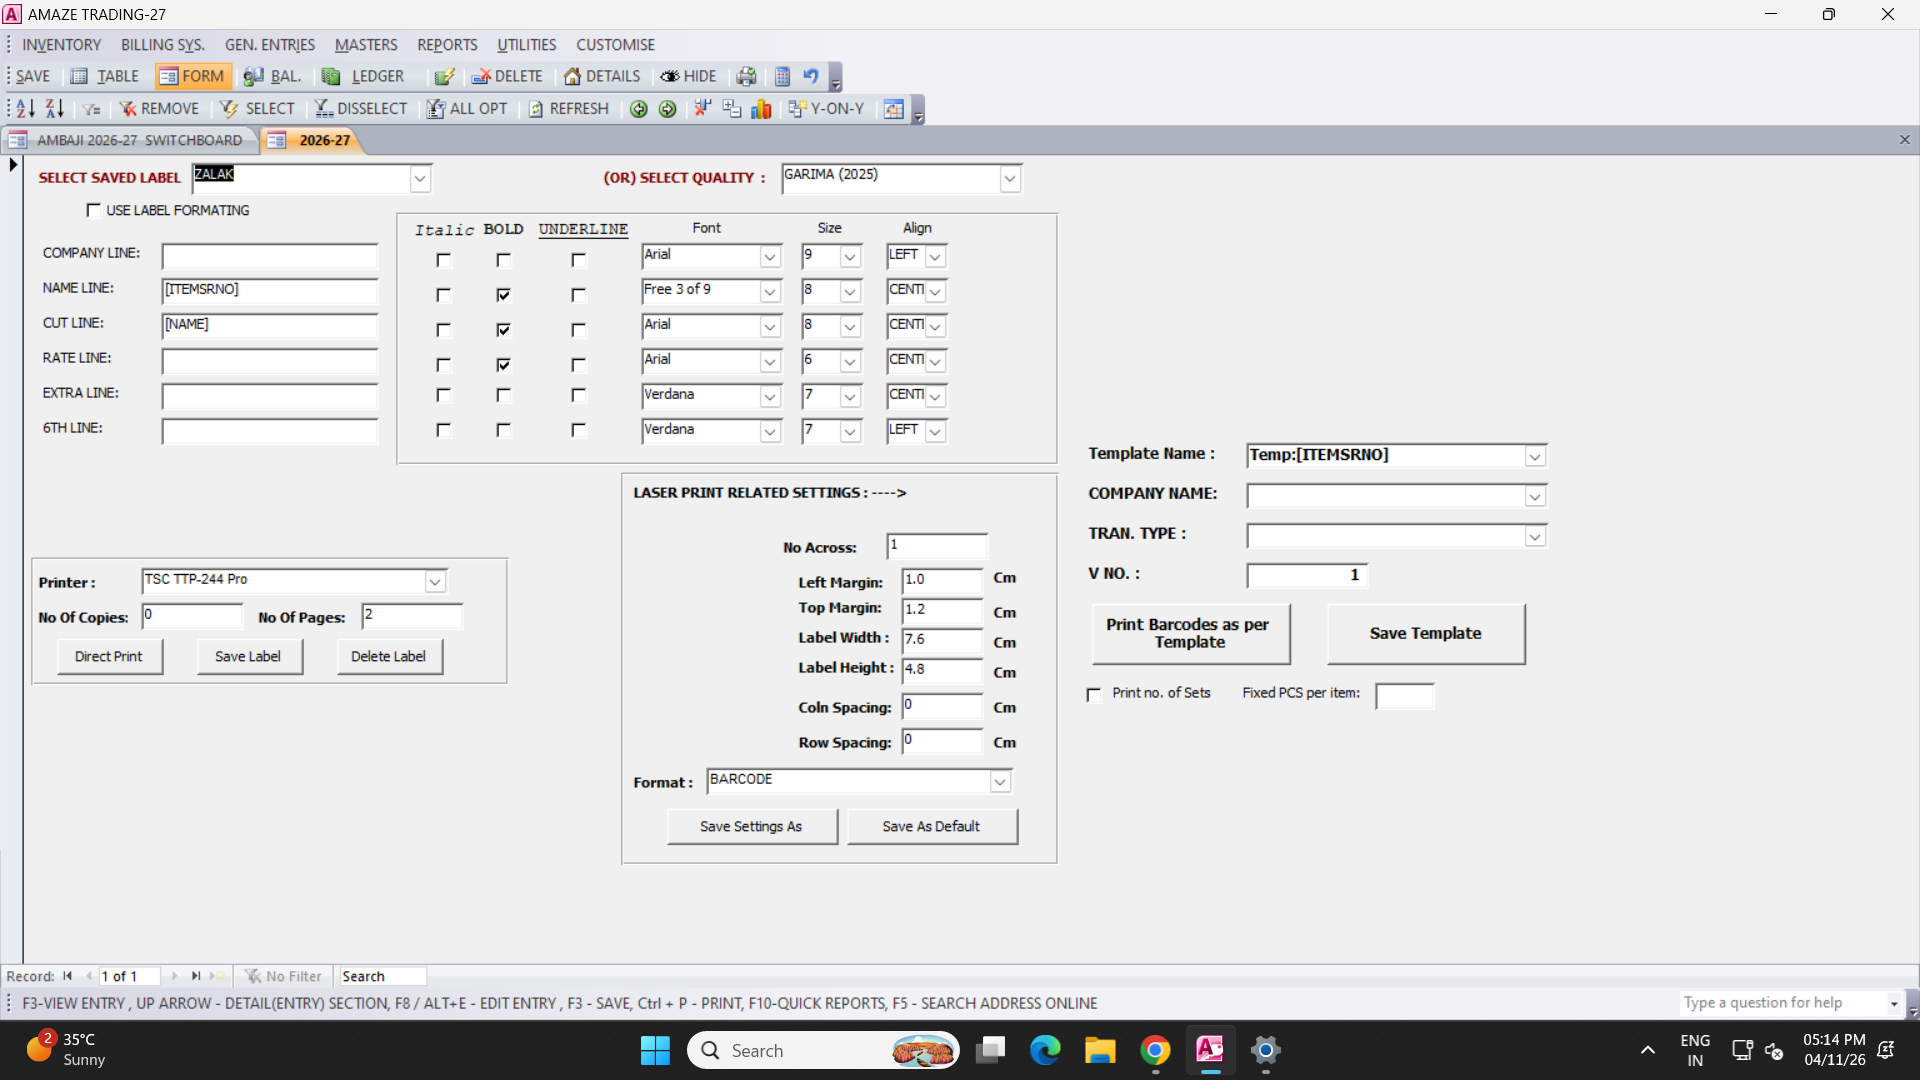 AMAZE TRADING-27
INVENTORY BILLING SYS. GEN. ENTRIES MASTERS REPORTS UTILITIES CUSTOMISE
SAVE TABLE FORM BAL. LEDGER DELETE DETAILS HIDE
REMOVE SELECT DISSELECT ALL OPT REFRESH Y-ON-Y
AMBAJI 2026-27 SWITCHBOARD 2026-27
SELECT SAVED LABEL ZALAK (OR) SELECT QUALITY : GARIMA (2025)
USE LABEL FORMATING
Italic BOLD UNDERLINE Font Size Align
COMPANY LINE: Arial 9 LEFT
NAME LINE: [ITEMSRNO] Free 3 of 9 8 CENTI
CUT LINE: [NAME] Arial 8 CENTI
RATE LINE: Arial 6 CENTI
EXTRA LINE: Verdana 7 CENTI
6TH LINE: Verdana 7 LEFT
Template Name : Temp:[ITEMSRNO]
COMPANY NAME:
TRAN. TYPE :
V NO. : 1
Print Barcodes as per Template
Save Template
Print no. of Sets Fixed PCS per item:
LASER PRINT RELATED SETTINGS : ---->
No Across: 1
Left Margin: 1.0 Cm
Top Margin: 1.2 Cm
Label Width : 7.6 Cm
Label Height : 4.8 Cm
Coln Spacing: 0 Cm
Row Spacing: 0 Cm
Format : BARCODE
Save Settings As Save As Default
Printer : TSC TTP-244 Pro
No Of Copies: 0 No Of Pages: 2
Direct Print Save Label Delete Label
Record: 1 of 1 No Filter Search
F3-VIEW ENTRY , UP ARROW - DETAIL(ENTRY) SECTION, F8 / ALT+E - EDIT ENTRY , F3 - SAVE, Ctrl + P - PRINT, F10-QUICK REPORTS, F5 - SEARCH ADDRESS ONLINE
Type a question for help
2
35°C
Sunny
Search
ENG
IN
05:14 PM
04/11/26